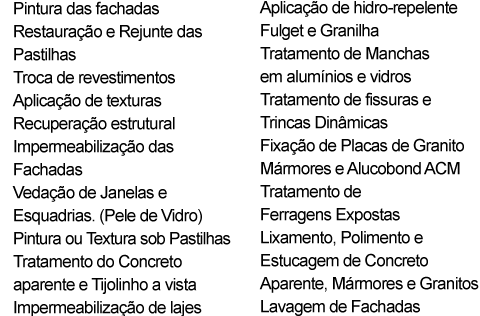 Pintura das fachadas
Restauração e Rejunte das
Pastilhas
Troca de revestimentos
Aplicação de texturas
Recuperação estrutural
Impermeabilização das
Fachadas
Vedação de Janelas e
Esquadrias. (Pele de Vidro)
Pintura ou Textura sob Pastilhas
Tratamento do Concreto
aparente e Tijolinho a vista
Impermeabilização de lajes
Aplicação de hidro-repelente
Fulget e Granilha
Tratamento de Manchas
em alumínios e vidros
Tratamento de fissuras e
Trincas Dinâmicas
Fixação de Placas de Granito
Mármores e Alucobond ACM
Tratamento de
Ferragens Expostas
Lixamento, Polimento e
Estucagem de Concreto
Aparente, Mármores e Granitos
Lavagem de Fachadas